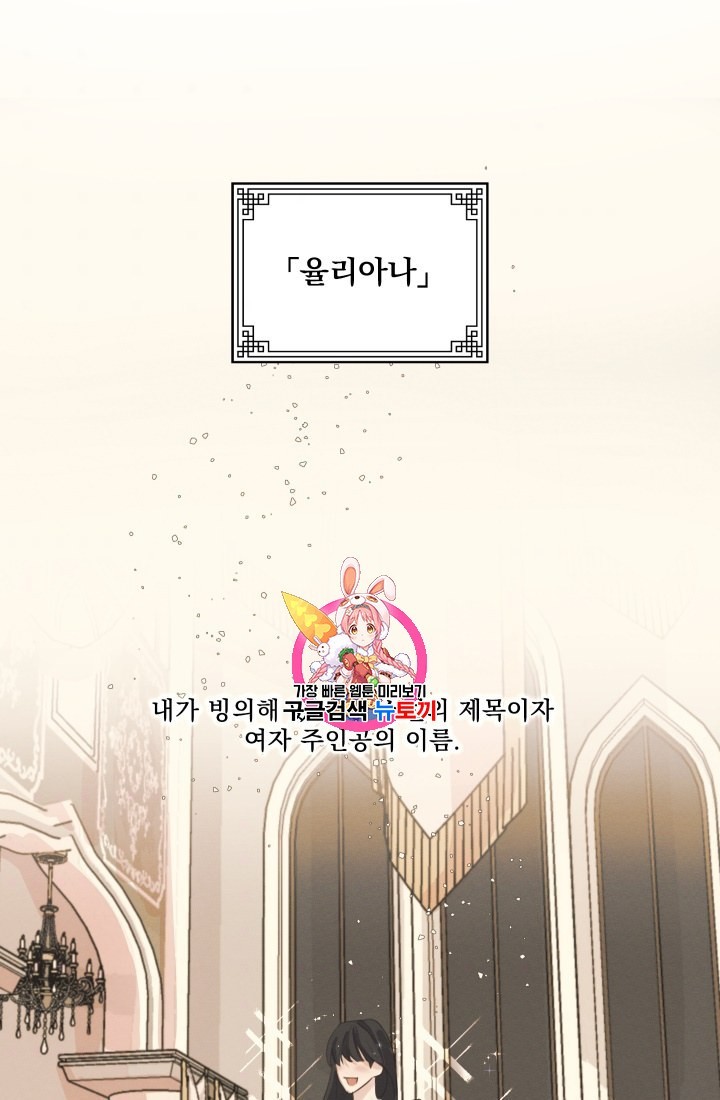 「율리아나」
가장 빠른 웹툰 미리보기
내가 빙의해 구글검색 뉴토끼 의 제목이자
여자 주인공의 이름.